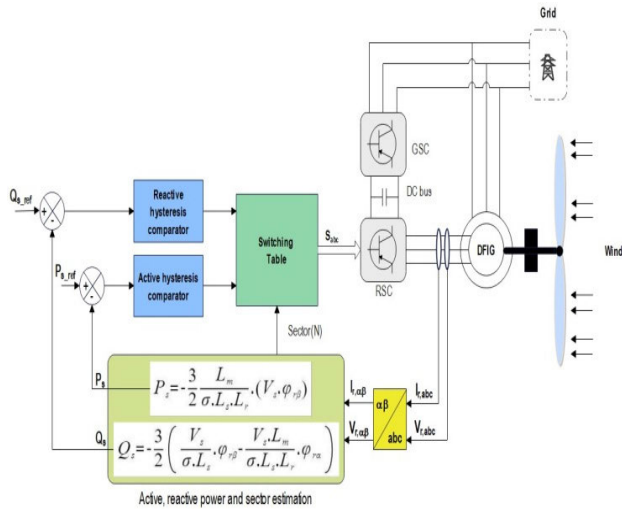 Grid
GSC
DC bus
Q_s_ref
+
-
Reactive
hysteresis
comparator
Switching
Table
S_abc
RSC
DFIG
Wind
P_s_ref
+
-
Active hysteresis
comparator
Sector(N)
P_s
P_s = -3/2 L_m/σ.L_s.L_r .(V_s.φ_rβ)
I_r,αβ
αβ
abc
I_r,abc
Q_s
Q_s = -3/2 ( V_s/σ.L_s .φ_rβ - V_s.L_m/σ.L_s.L_r .φ_rα )
V_r,αβ
V_r,abc
Active, reactive power and sector estimation